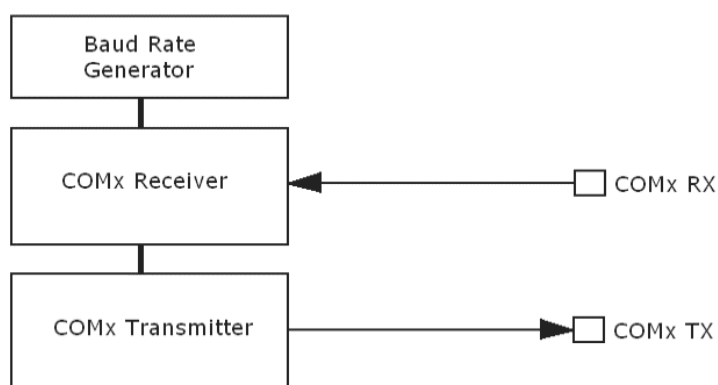 Baud Rate
Generator
COMx Receiver
COMx RX
COMx Transmitter
COMx TX